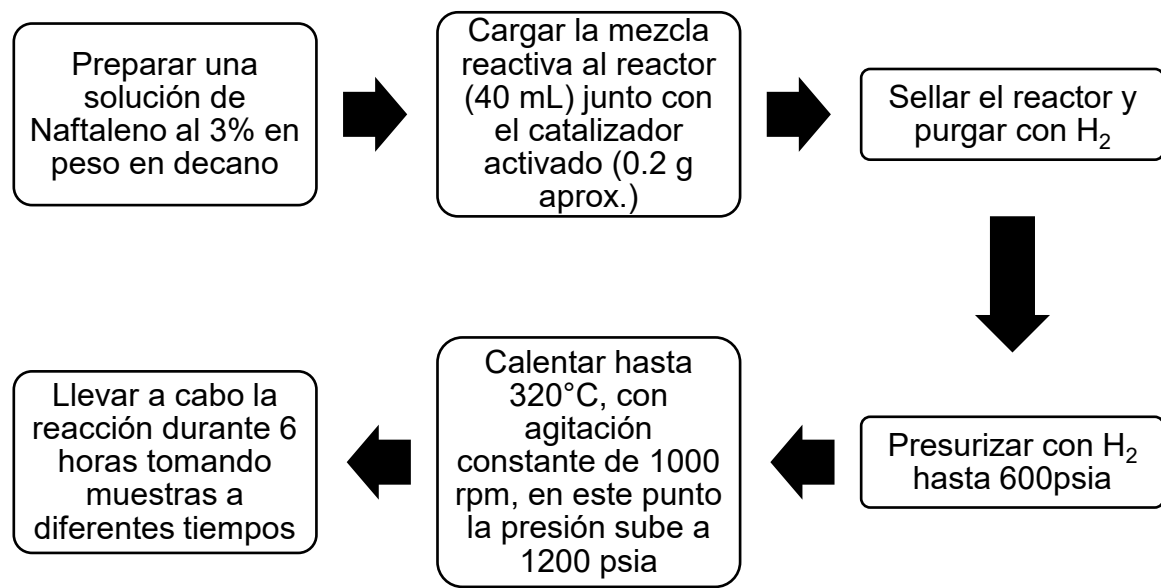 Preparar una
solución de
Naftaleno al 3% en
peso en decano
Cargar la mezcla
reactiva al reactor
(40 mL) junto con
el catalizador
activado (0.2 g
aprox.)
Sellar el reactor y
purgar con H₂
Presurizar con H₂
hasta 600psia
Calentar hasta
320°C, con
agitación
constante de 1000
rpm, en este punto
la presión sube a
1200 psia
Llevar a cabo la
reacción durante 6
horas tomando
muestras a
diferentes tiempos